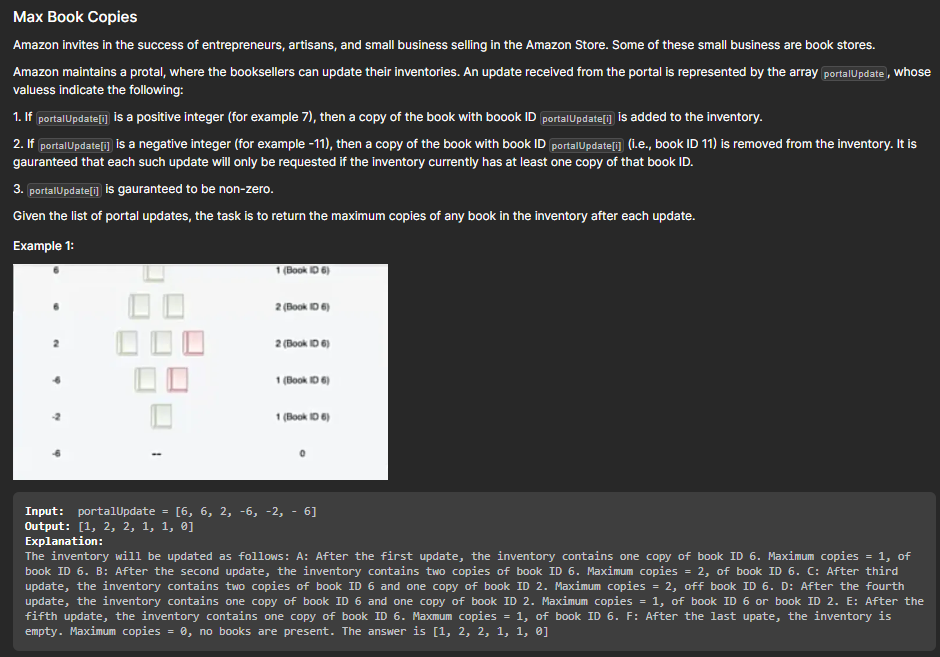 Max Book Copies
Amazon invites in the success of entrepreneurs, artisans, and small business selling in the Amazon Store. Some of these small business are book stores.
Amazon maintains a protal, where the booksellers can update their inventories. An update received from the portal is represented by the array portalUpdate, whose
valuess indicate the following:
1. If portalUpdate[i] is a positive integer (for example 7), then a copy of the book with boook ID portalUpdate[i] is added to the inventory.
2. If portalUpdate[i] is a negative integer (for example -11), then a copy of the book with book ID portalUpdate[i] (I.e., book ID 11) is removed from the inventory. It is
gauranteed that each such update will only be requested if the inventory currently has at least one copy of that book ID.
3. portalUpdate[i] is gauranteed to be non-zero.
Given the list of portal updates, the task is to return the maximum copies of any book in the inventory after each update.
Example 1:
6 1 (Book ID 6)
6 2 (Book ID 6)
2 2 (Book ID 6)
-6 1 (Book ID 6)
-2 1 (Book ID 6)
-6 -- 0
Input: portalUpdate = [6, 6, 2, -6, -2, - 6]
Output: [1, 2, 2, 1, 1, 0]
Explanation:
The inventory will be updated as follows: A: After the first update, the inventory contains one copy of book ID 6. Maximum copies = 1, of
book ID 6. B: After the second update, the inventory contains two copies of book ID 6. Maximum copies = 2, of book ID 6. C: After third
update, the inventory contains two copies of book ID 6 and one copy of book ID 2. Maximum copies = 2, off book ID 6. D: After the fourth
update, the inventory contains one copy of book ID 6 and one copy of book ID 2. Maximum copies = 1, of book ID 6 or book ID 2. E: After the
fifth update, the inventory contains one copy of book ID 6. Maxmum copies = 1, of book ID 6. F: After the last upate, the inventory is
empty. Maximum copies = 0, no books are present. The answer is [1, 2, 2, 1, 1, 0]